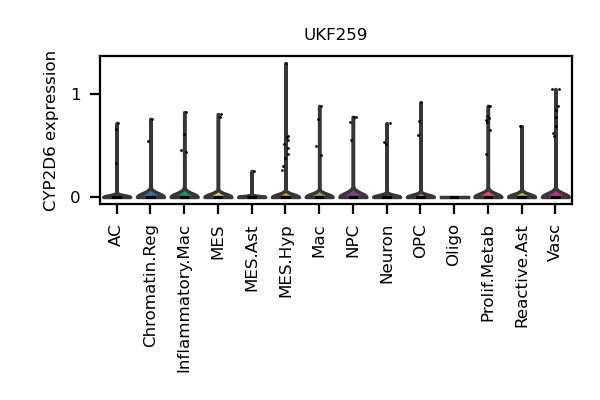 UKF259
CYP2D6 expression
1
0
AC
Chromatin.Reg
Inflammatory.Mac
MES
MES.Ast
MES.Hyp
Mac
NPC
Neuron
OPC
Oligo
Prolif.Metab
Reactive.Ast
Vasc